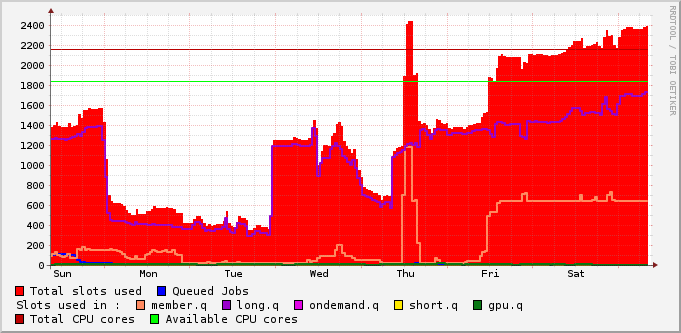 2400
2200
2000
1800
1600
1400
1200
1000
800
600
400
200
0
Sun Mon Tue Wed Thu Fri Sat
RRDTOOL / TOBI OETIKER
Total slots used Queued Jobs
Slots used in : member.q long.q ondemand.q short.q gpu.q
Total CPU cores Available CPU cores